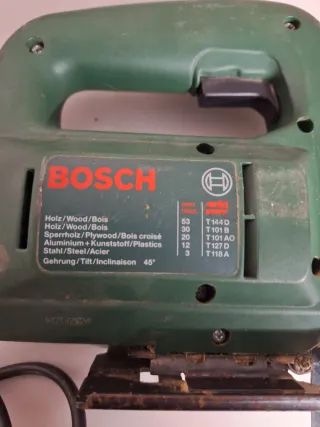 BOSCH
Holz/Wood/Bois 53 T144D
Holz/Wood/Bois 30 T101B
Sperrholz/Plywood/Bois croisé 20 T101AO
Aluminium+Kunststoff/Plastics 12 T127D
Stahl/Steel/Acier 3 T118A
Gehrung/Tilt/Inclinaison 45°